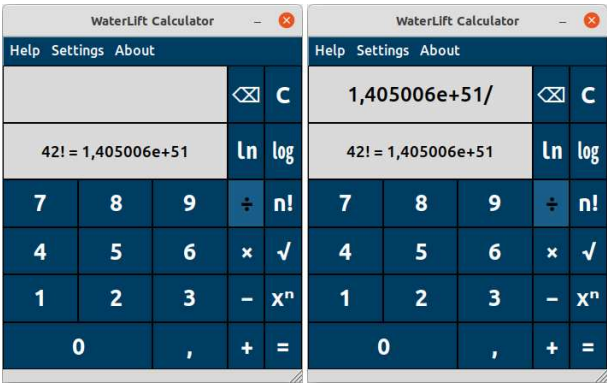 WaterLift Calculator
Help Settings About
⌫ C
42! = 1,405006e+51 ln log
7 8 9 ÷ n!
4 5 6 × √
1 2 3 − xⁿ
0 , + =
WaterLift Calculator
Help Settings About
1,405006e+51/ ⌫ C
42! = 1,405006e+51 ln log
7 8 9 ÷ n!
4 5 6 × √
1 2 3 − xⁿ
0 , + =